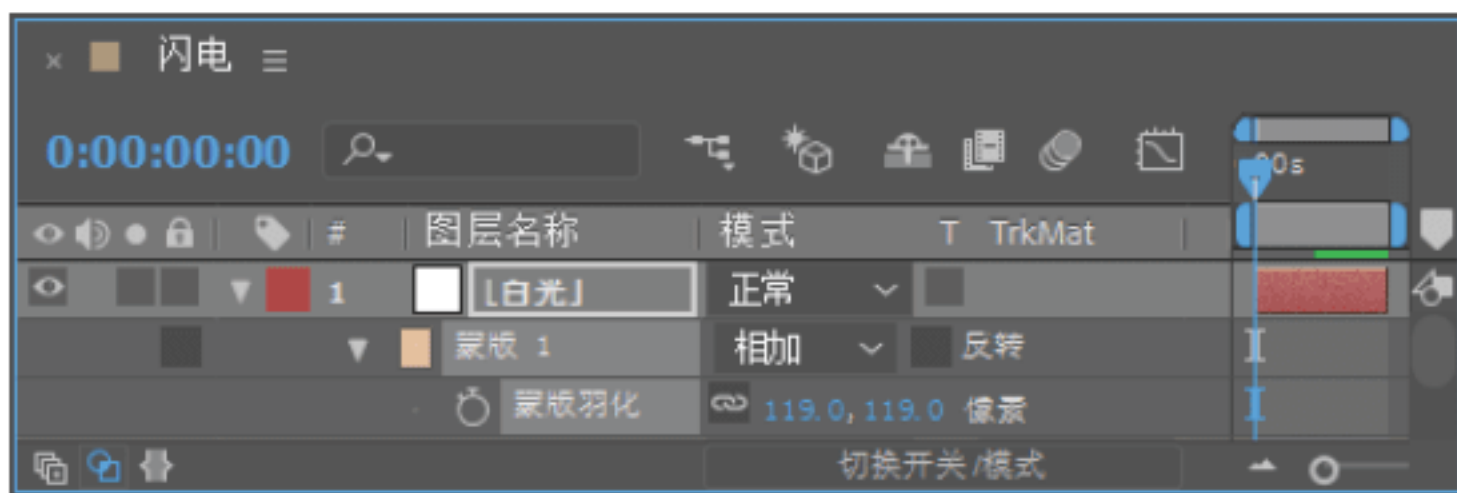 闪电
0:00:00:00
00s
# 图层名称 模式 T TrkMat
1 [白光] 正常
蒙版 1 相加 反转
蒙版羽化 119.0,119.0 像素
切换开关/模式